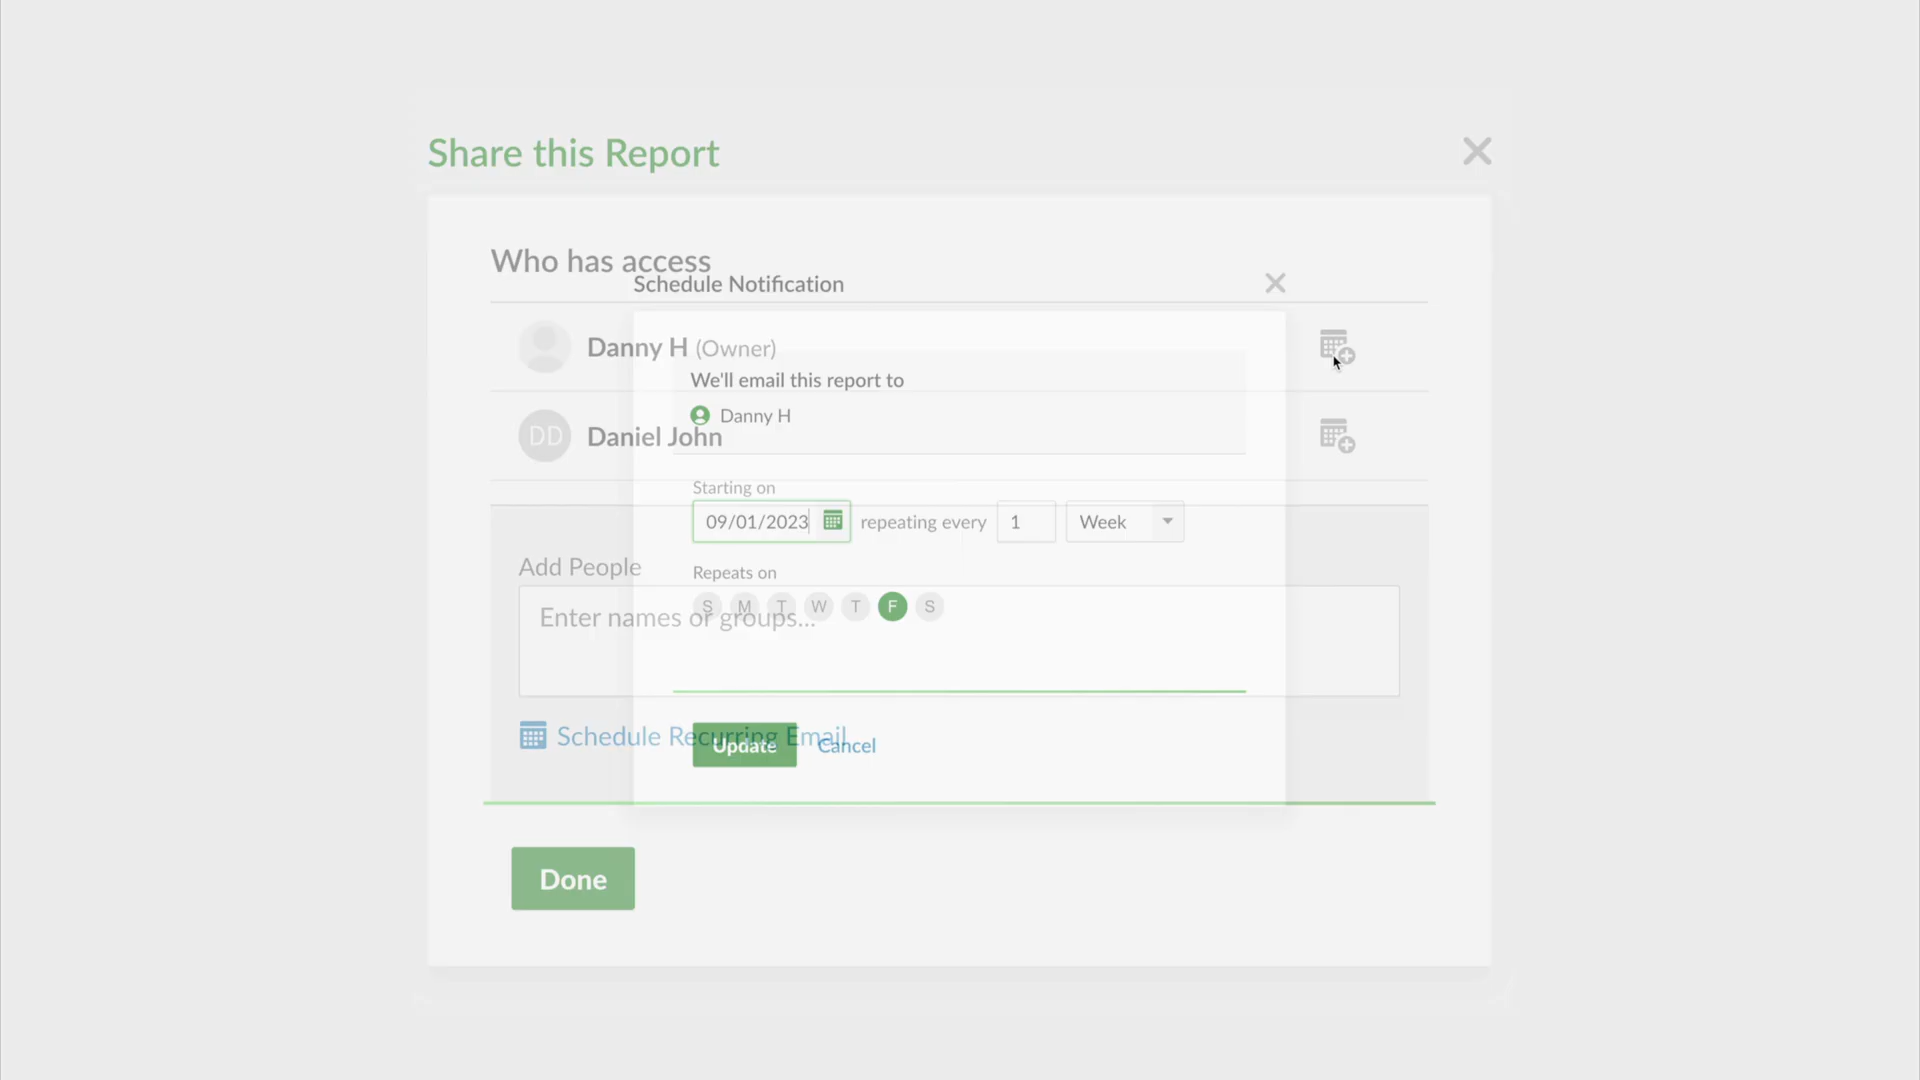 Share this Report
Who has access
Schedule Notification
Danny H (Owner)
We'll email this report to
Danny H
DD Daniel John
Starting on
09/01/2023 repeating every 1 Week
Add People
Repeats on
S M T W T F S
Enter names or groups...
Schedule Recurring Email
Update Cancel
Done